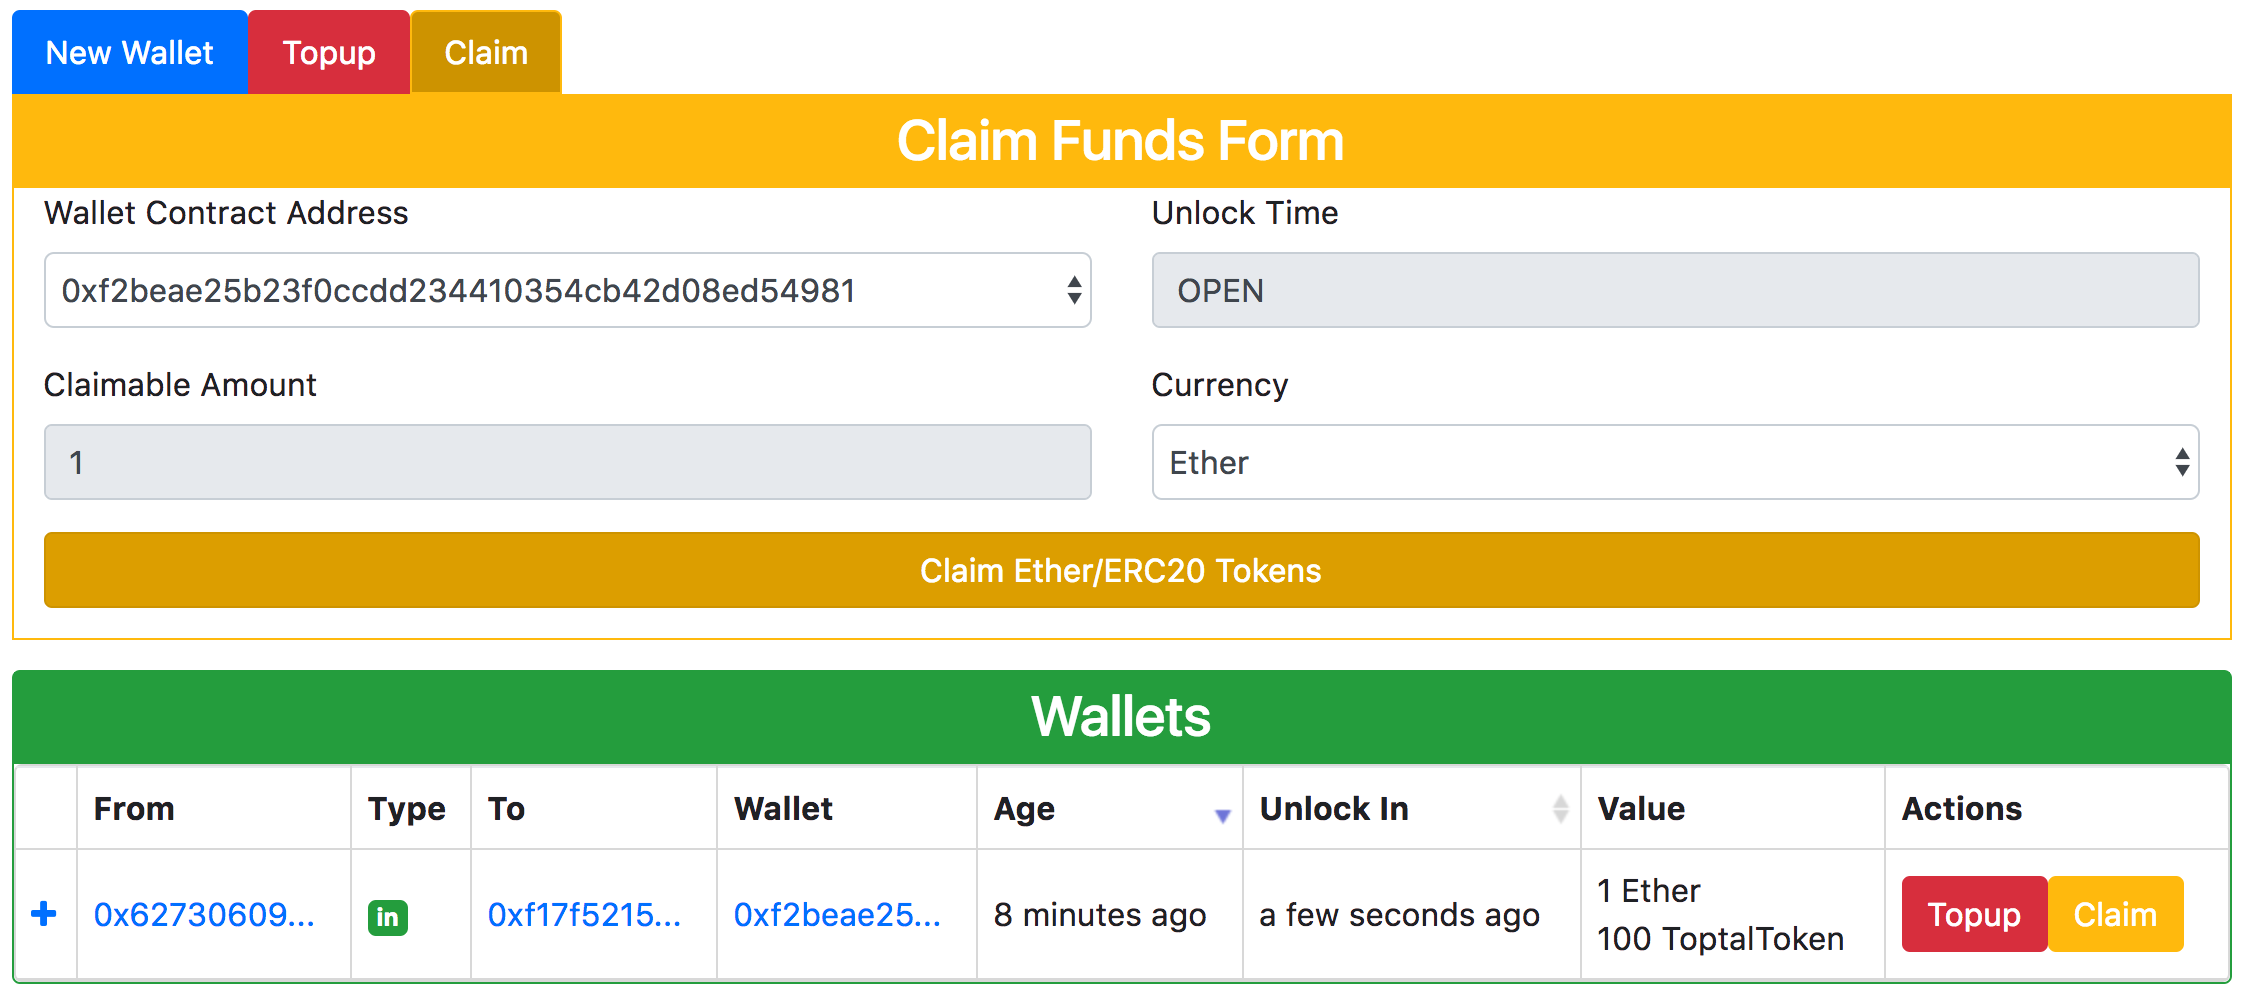 New Wallet Topup Claim
Claim Funds Form
Wallet Contract Address Unlock Time
0xf2beae25b23f0ccdd234410354cb42d08ed54981 OPEN
Claimable Amount Currency
1 Ether
Claim Ether/ERC20 Tokens
Wallets
From Type To Wallet Age Unlock In Value Actions
0x62730609... in 0xf17f5215... 0xf2beae25... 8 minutes ago a few seconds ago 1 Ether Topup Claim
100 ToptalToken